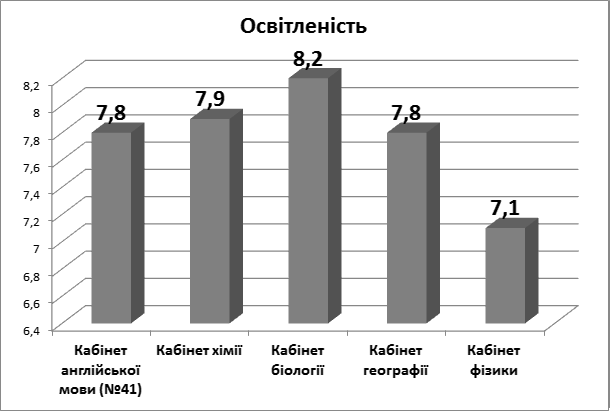 Освітленість
8,2
8
7,8
7,6
7,4
7,2
7
6,8
6,6
6,4
7,8
7,9
8,2
7,8
7,1
Кабінет
англійської
мови (№41)
Кабінет хімії
Кабінет
біології
Кабінет
географії
Кабінет
фізики